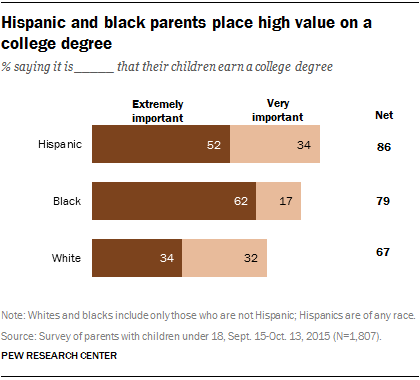 Hispanic and black parents place high value on a
college degree
% saying it is _____ that their children earn a college degree
Extremely important Very important Net
Hispanic 52 34 86
Black 62 17 79
White 34 32 67
Note: Whites and blacks include only those who are not Hispanic; Hispanics are of any race.
Source: Survey of parents with children under 18, Sept. 15-Oct. 13, 2015 (N=1,807).
PEW RESEARCH CENTER